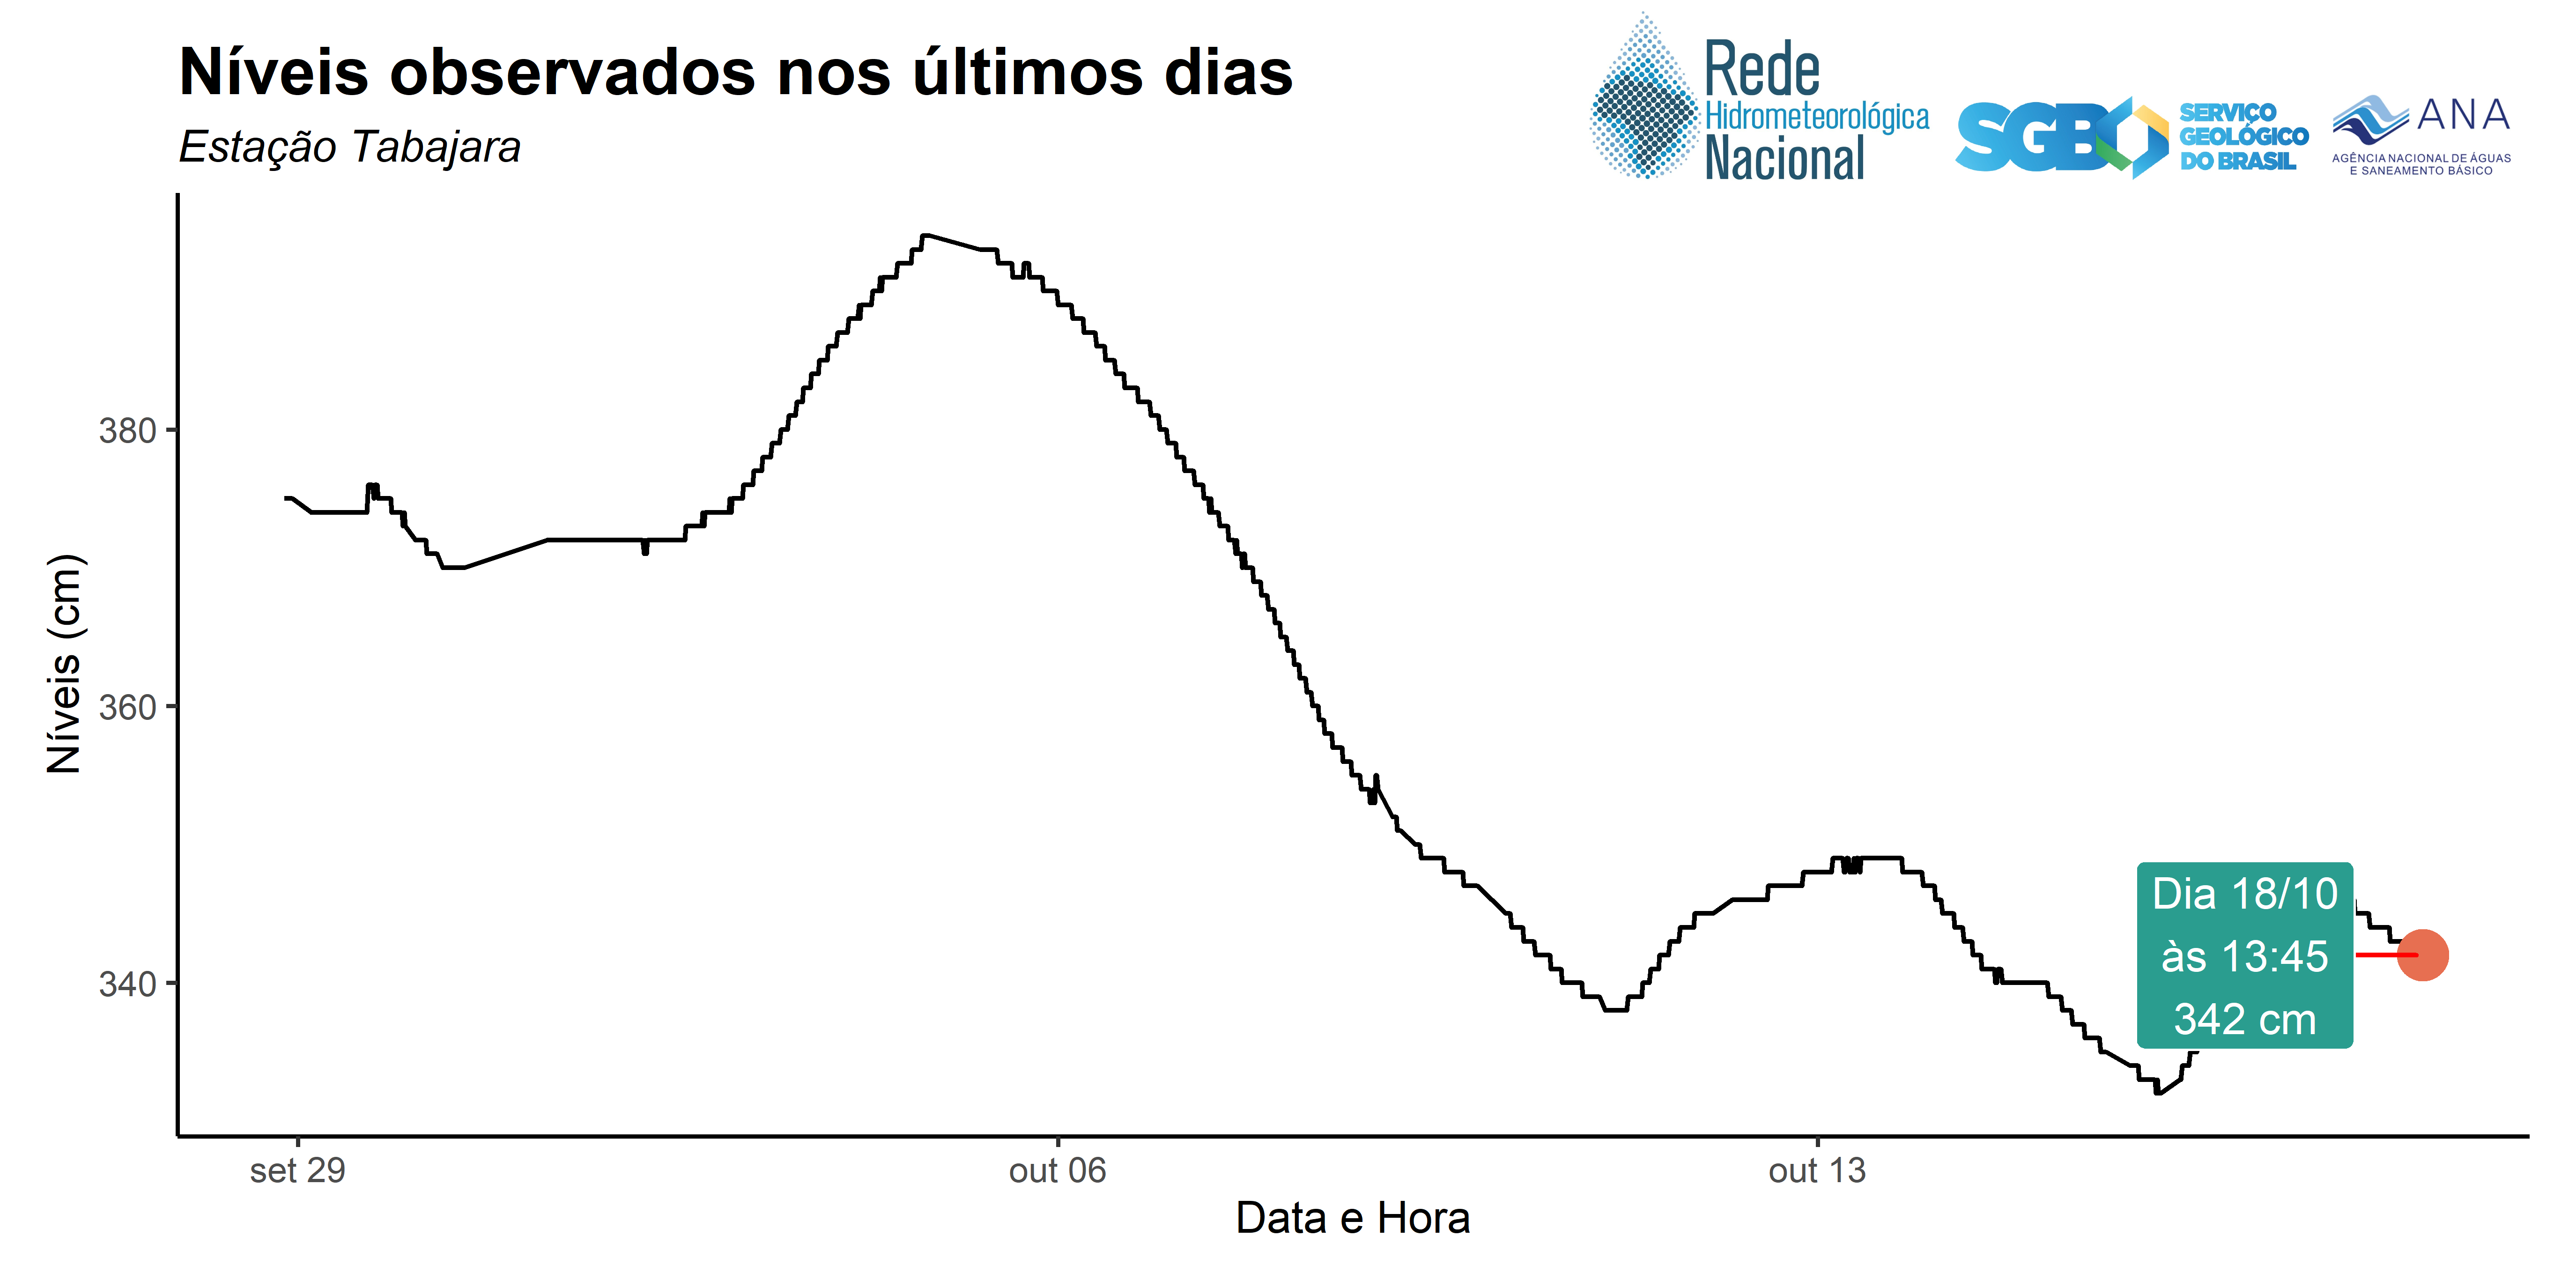 Níveis observados nos últimos dias
Estação Tabajara
Rede
Hidrometeorológica
Nacional
SGB
SERVIÇO
GEOLÓGICO
DO BRASIL
ANA
AGÊNCIA NACIONAL DE ÁGUAS
E SANEAMENTO BÁSICO
Níveis (cm)
380
360
340
Dia 18/10
às 13:45
342 cm
set 29
out 06
out 13
Data e Hora